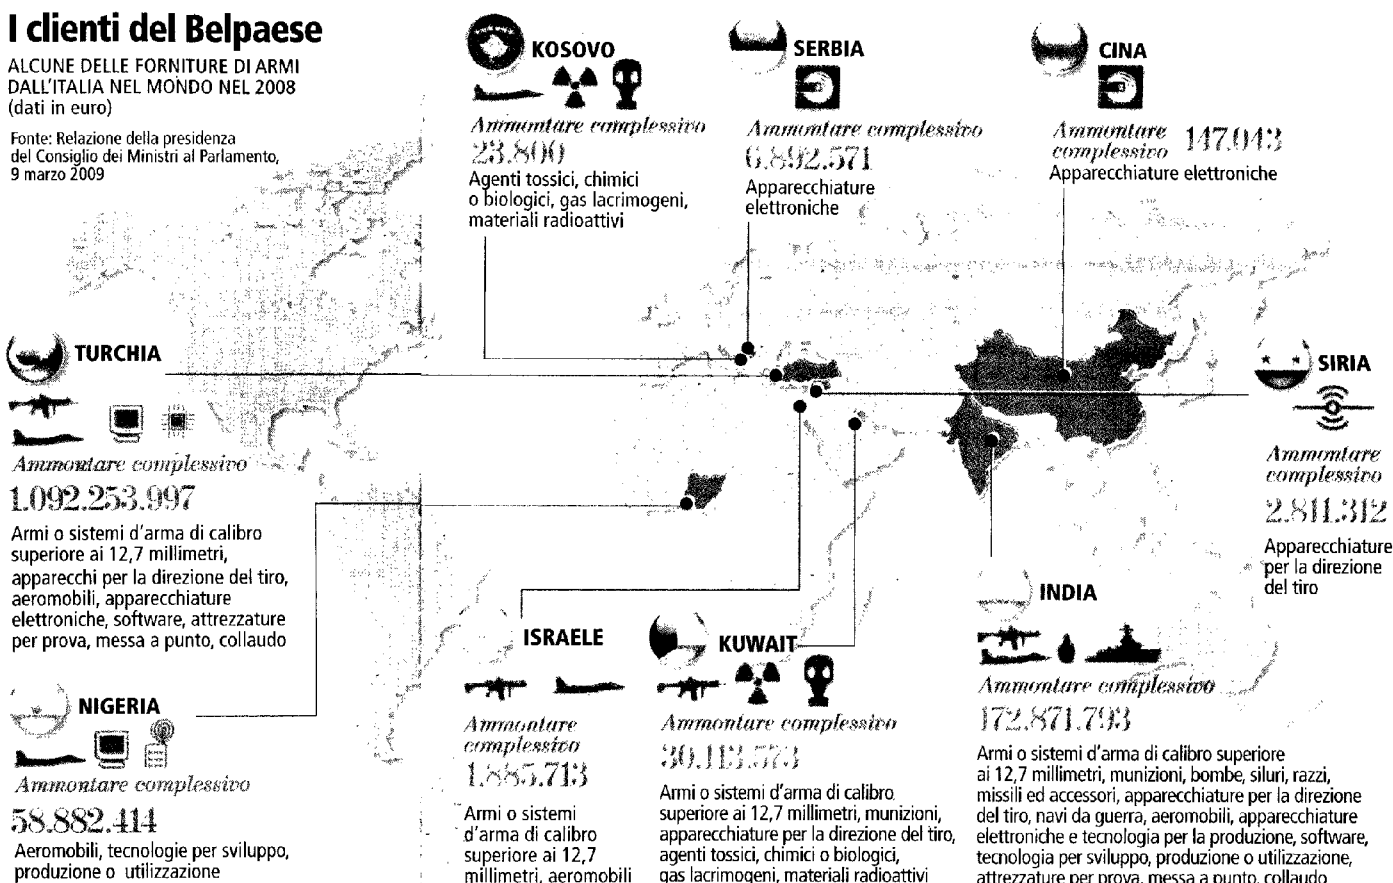 I clienti del Belpaese
ALCUNE DELLE FORNITURE DI ARMI
DALL'ITALIA NEL MONDO NEL 2008
(dati in euro)
Fonte: Relazione della presidenza
del Consiglio dei Ministri al Parlamento,
9 marzo 2009
KOSOVO
Ammontare complessivo
23.800
Agenti tossici, chimici
o biologici, gas lacrimogeni,
materiali radioattivi
SERBIA
Ammontare complessivo
6.892.571
Apparecchiature
elettroniche
CINA
Ammontare
complessivo 147.043
Apparecchiature elettroniche
TURCHIA
Ammontare complessivo
1.092.253.997
Armi o sistemi d'arma di calibro
superiore ai 12,7 millimetri,
apparecchi per la direzione del tiro,
aeromobili, apparecchiature
elettroniche, software, attrezzature
per prova, messa a punto, collaudo
SIRIA
Ammontare
complessivo
2.811.312
Apparecchiature
per la direzione
del tiro
NIGERIA
Ammontare complessivo
58.882.414
Aeromobili, tecnologie per sviluppo,
produzione o utilizzazione
ISRAELE
Ammontare
complessivo
1.885.713
Armi o sistemi
d'arma di calibro
superiore ai 12,7
millimetri, aeromobili
KUWAIT
Ammontare complessivo
30.113.573
Armi o sistemi d'arma di calibro
superiore ai 12,7 millimetri, munizioni,
apparecchiature per la direzione del tiro,
agenti tossici, chimici o biologici,
gas lacrimogeni, materiali radioattivi
INDIA
Ammontare complessivo
172.871.793
Armi o sistemi d'arma di calibro superiore
ai 12,7 millimetri, munizioni, bombe, siluri, razzi,
missili ed accessori, apparecchiature per la direzione
del tiro, navi da guerra, aeromobili, apparecchiature
elettroniche e tecnologia per la produzione, software,
tecnologia per sviluppo, produzione o utilizzazione,
attrezzature per prova, messa a punto, collaudo